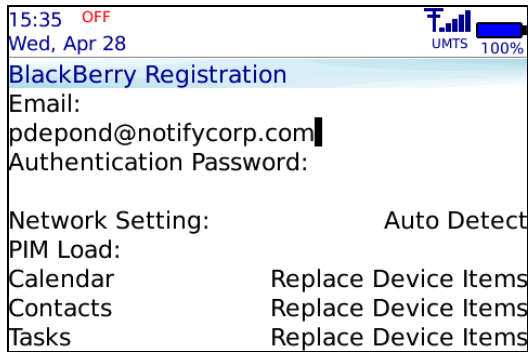 15:35 OFF
Wed, Apr 28
UMTS 100%
BlackBerry Registration
Email:
pdepond@notifycorp.com
Authentication Password:
Network Setting: Auto Detect
PIM Load:
Calendar Replace Device Items
Contacts Replace Device Items
Tasks Replace Device Items